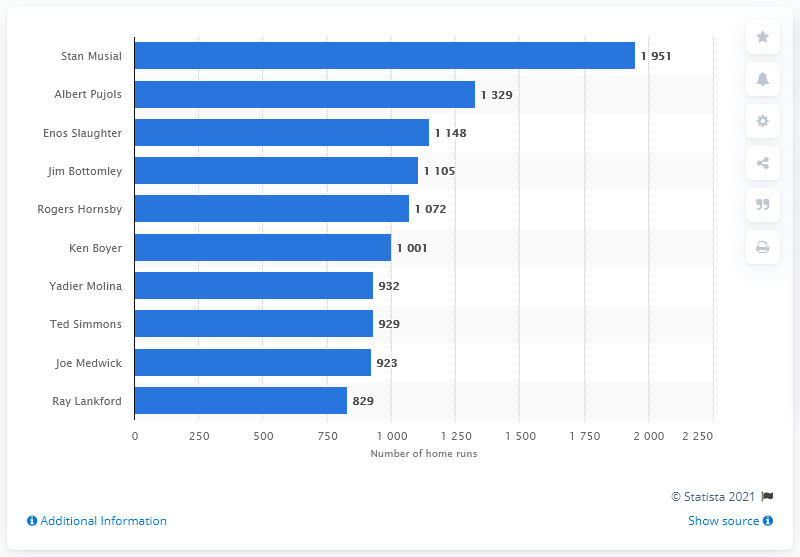 Stan Musial 1 951
Albert Pujols 1 329
Enos Slaughter 1 148
Jim Bottomley 1 105
Rogers Hornsby 1 072
Ken Boyer 1 001
Yadier Molina 932
Ted Simmons 929
Joe Medwick 923
Ray Lankford 829
0 250 500 750 1 000 1 250 1 500 1 750 2 000 2 250
Number of home runs
© Statista 2021
Additional Information Show source